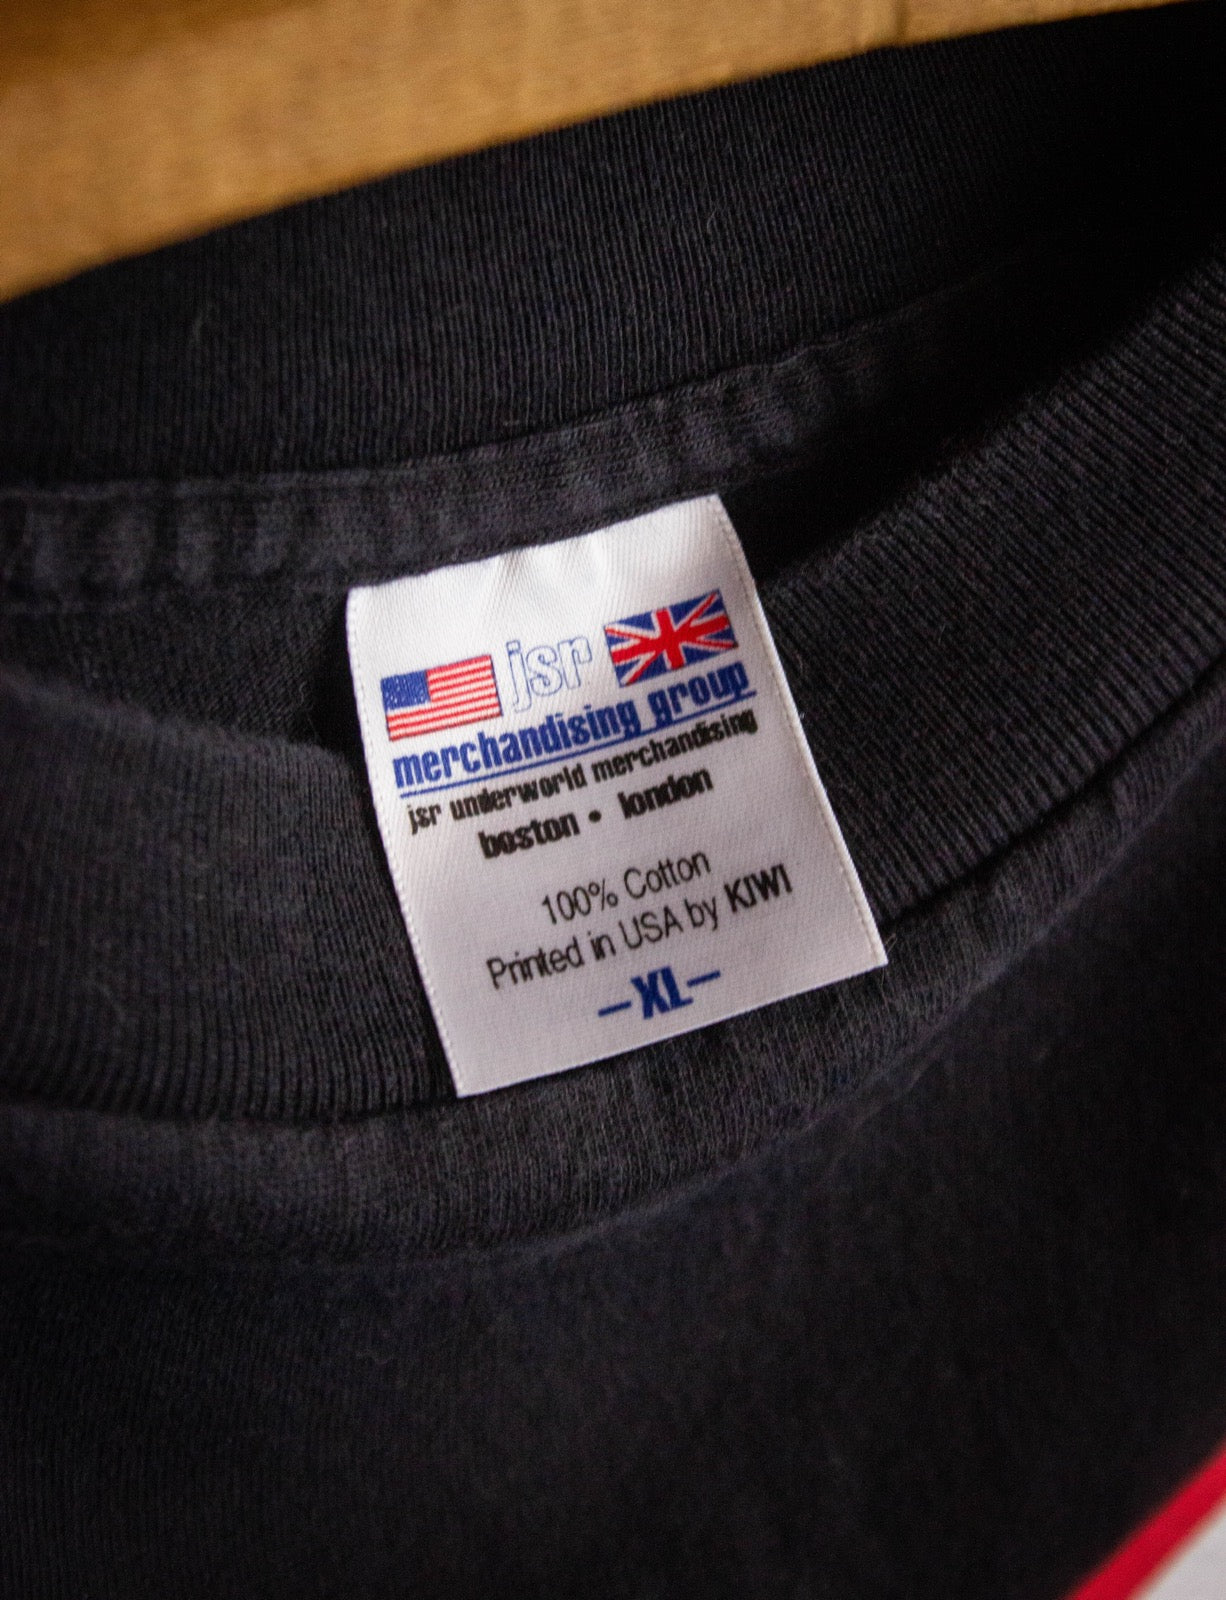 jsr
merchandising group
jsr underworld merchandising
boston • london
100% Cotton
Printed in USA by KIWI
-XL-